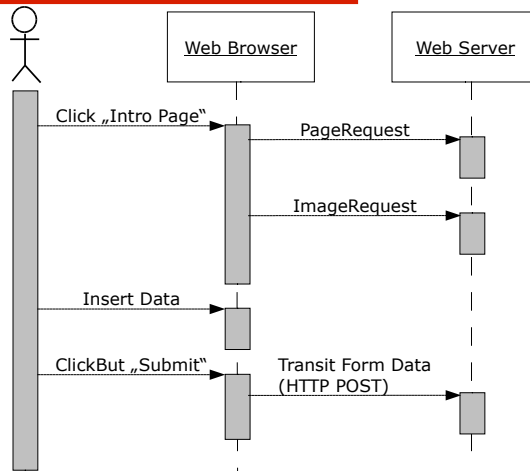 Web Browser
Web Server
Click „Intro Page“
PageRequest
ImageRequest
Insert Data
ClickBut „Submit“
Transit Form Data
(HTTP POST)